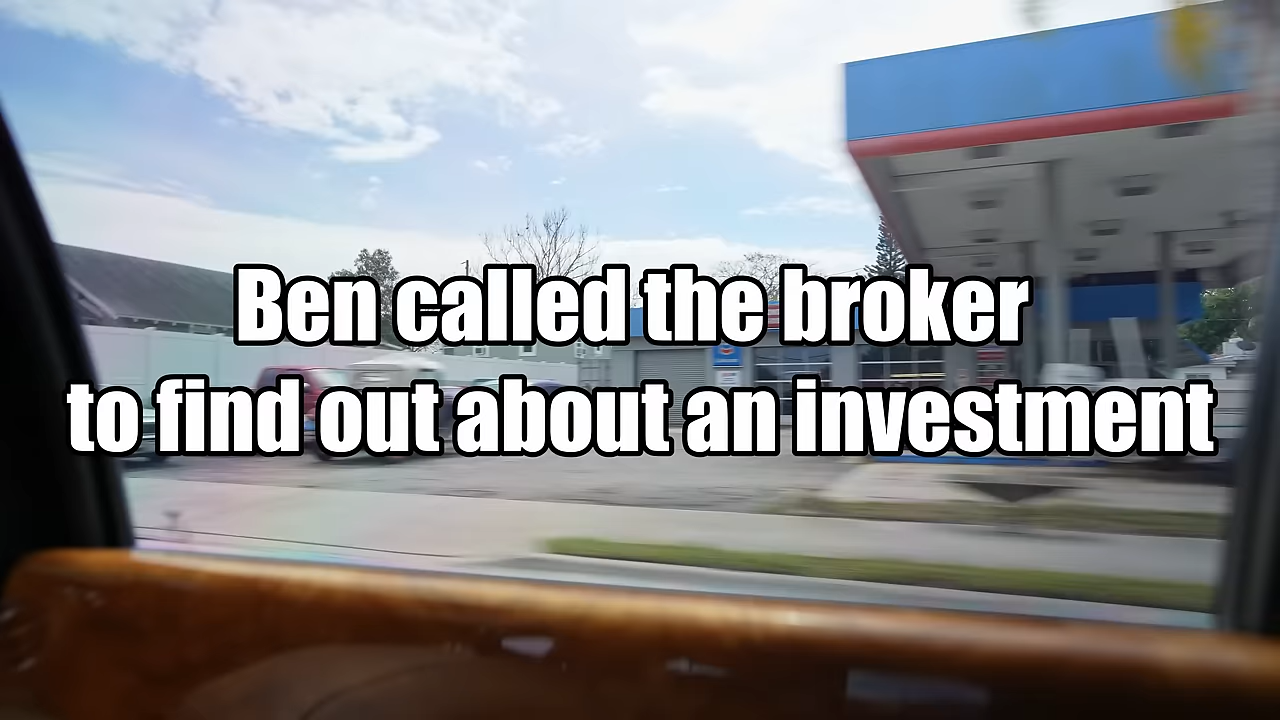 Ben called the broker
to find out about an investment